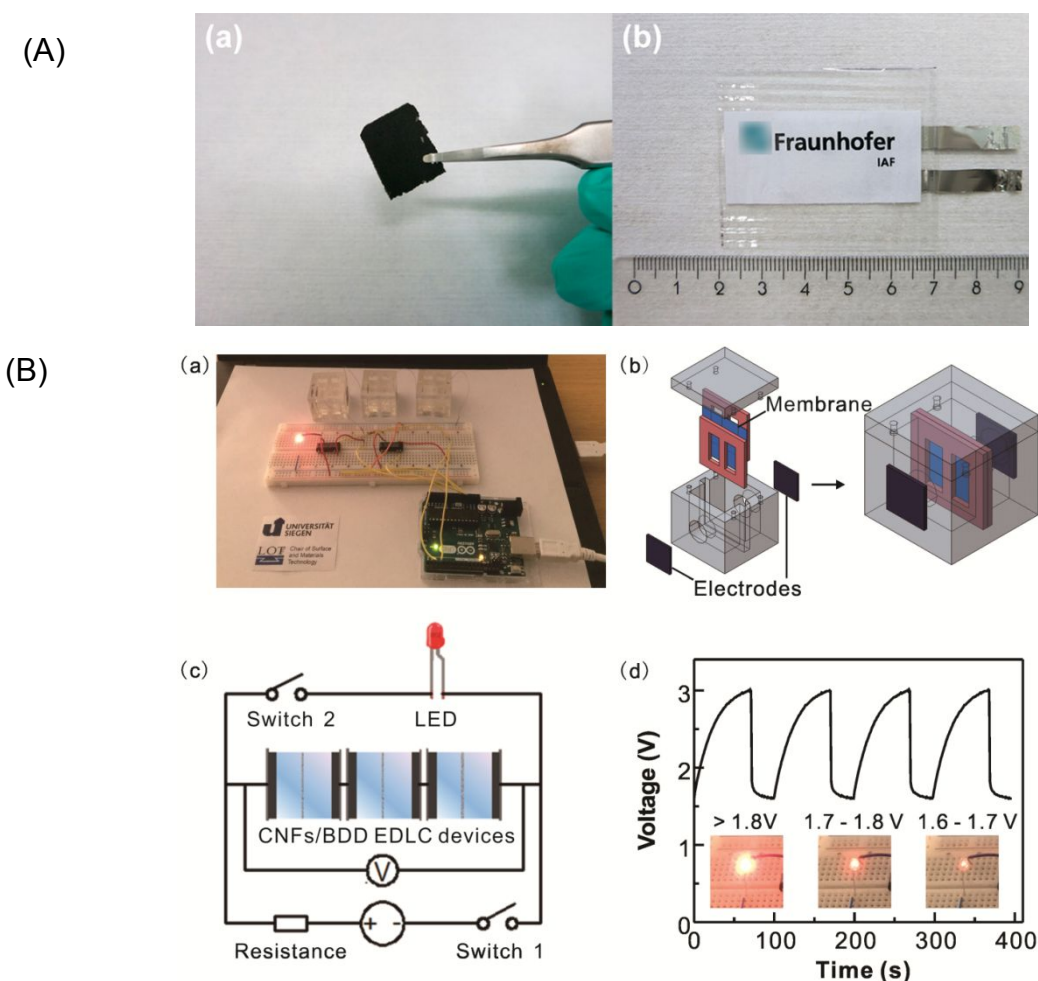 (A)
(a)
(b)
Fraunhofer
IAF
0 1 2 3 4 5 6 7 8 9
(B)
(a)
UNIVERSITÄT
SIEGEN
LOT
Chair of Surface
and Materials
Technology
(b)
Membrane
Electrodes
(c)
Switch 2
LED
CNFs/BDD EDLC devices
V
+ -
Resistance
Switch 1
(d)
Voltage (V)
3
2
1
0
> 1.8V
1.7 - 1.8 V
1.6 - 1.7 V
0 100 200 300 400
Time (s)